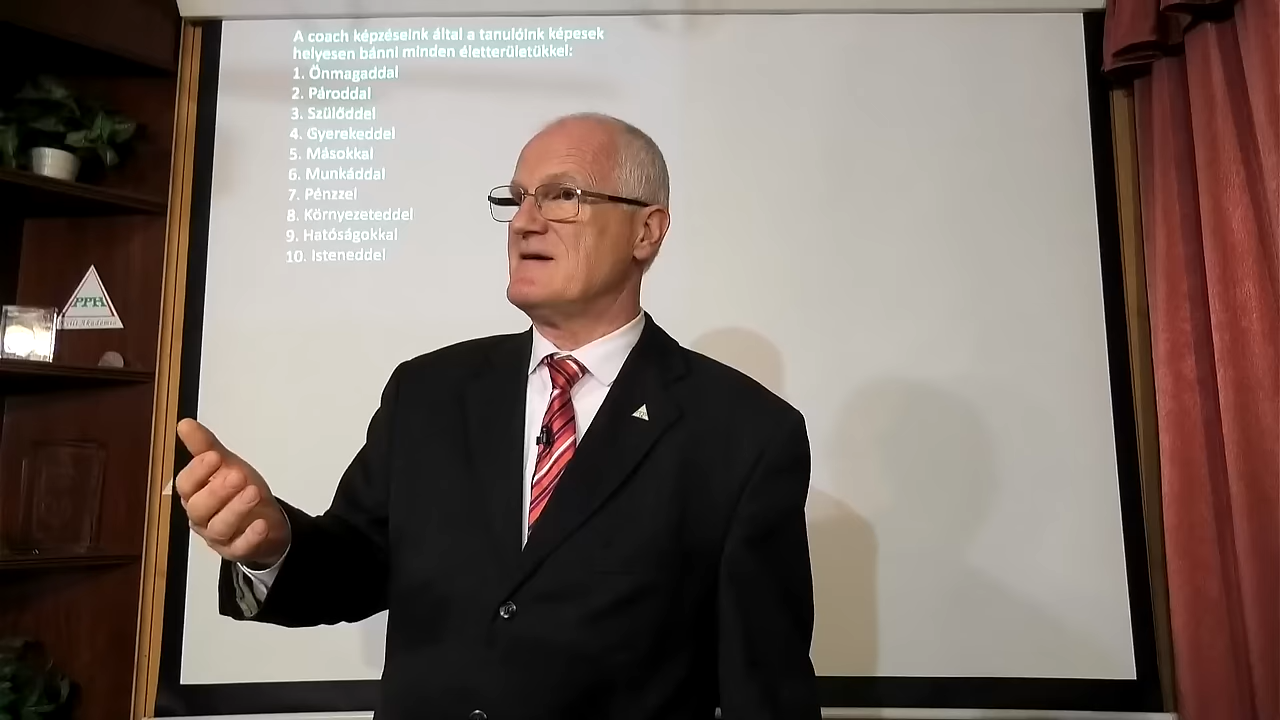 A coach képzéseink által a tanulóink képesek
helyesen bánni minden életterületükkel:
1. Önmagaddal
2. Pároddal
3. Szülőddel
4. Gyerekeddel
5. Másokkal
6. Munkáddal
7. Pénzzel
8. Környezeteddel
9. Hatóságokkal
10. Isteneddel
PPH
Akadémia